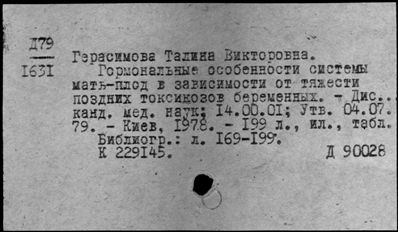 Д79
1631
Герасимова Галина Викторовна.
Гормональные особенности системы
мать-плод в зависимости от тяжести
поздних токсикозов беременных. - Дис...
канд. мед. наук; 14.00.01; Утв. 04.07.
79. - Киев, 1978. - 199 л., ил., табл.
Библиогр.: л. 169-199.
К 229145. Д 90028